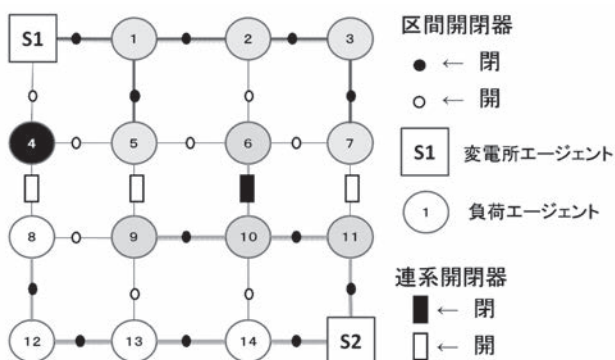 S1 1 2 3
4 5 6 7
8 9 10 11
12 13 14 S2
区間開閉器
← 閉
← 開
S1 変電所エージェント
1 負荷エージェント
連系開閉器
← 閉
← 開